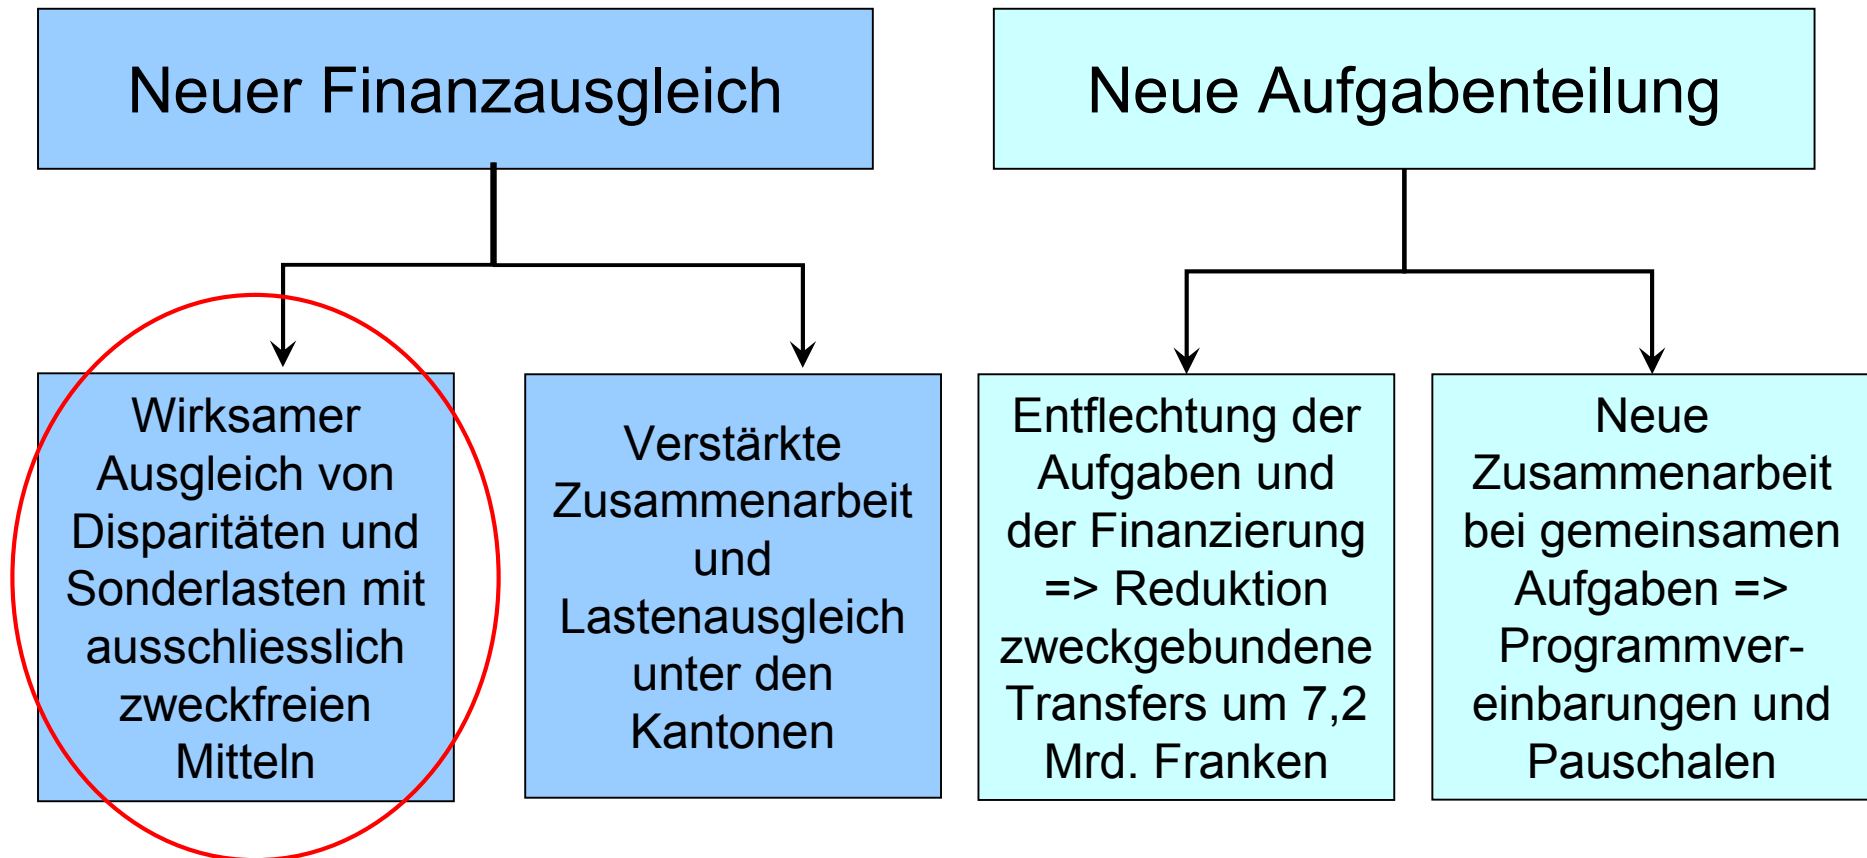 Neuer Finanzausgleich
Neue Aufgabenteilung
Wirksamer
Ausgleich von
Disparitäten und
Sonderlasten mit
ausschliesslich
zweckfreien
Mitteln
Verstärkte
Zusammenarbeit
und
Lastenausgleich
unter den
Kantonen
Entflechtung der
Aufgaben und
der Finanzierung
=> Reduktion
zweckgebundene
Transfers um 7,2
Mrd. Franken
Neue
Zusammenarbeit
bei gemeinsamen
Aufgaben =>
Programmver-
einbarungen und
Pauschalen